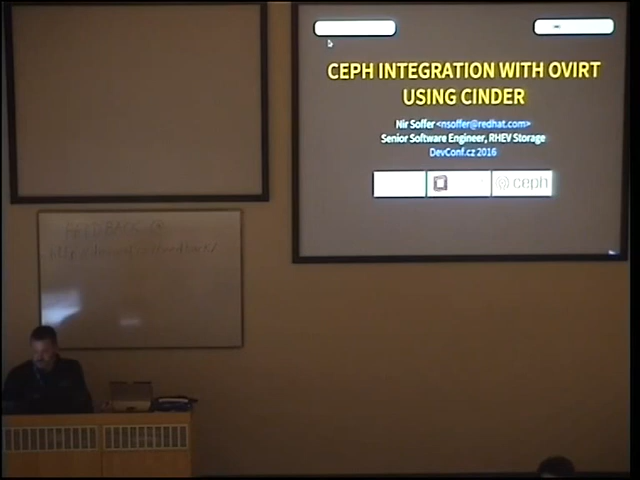 CEPH INTEGRATION WITH OVIRT
USING CINDER
Nir Soffer <nsoffer@redhat.com>
Senior Software Engineer, RHEV Storage
DevConf.cz 2016
ceph
FEEDBACK @